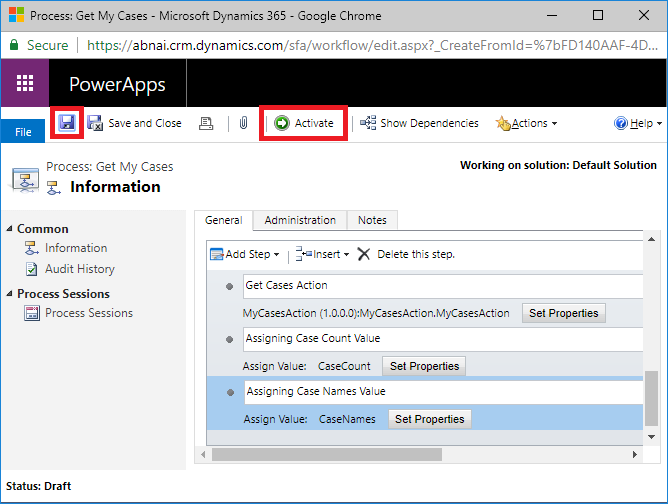 Process: Get My Cases - Microsoft Dynamics 365 - Google Chrome
Secure https://abnai.crm.dynamics.com/sfa/workflow/edit.aspx?_CreateFromId=%7bFD140AAF-4D...
PowerApps
File Save and Close Activate Show Dependencies Actions Help
Process: Get My Cases
Information
Working on solution: Default Solution
Common
Information
Audit History
Process Sessions
Process Sessions
General Administration Notes
Add Step Insert Delete this step.
Get Cases Action
MyCasesAction (1.0.0.0):MyCasesAction.MyCasesAction Set Properties
Assigning Case Count Value
Assign Value: CaseCount Set Properties
Assigning Case Names Value
Assign Value: CaseNames Set Properties
Status: Draft